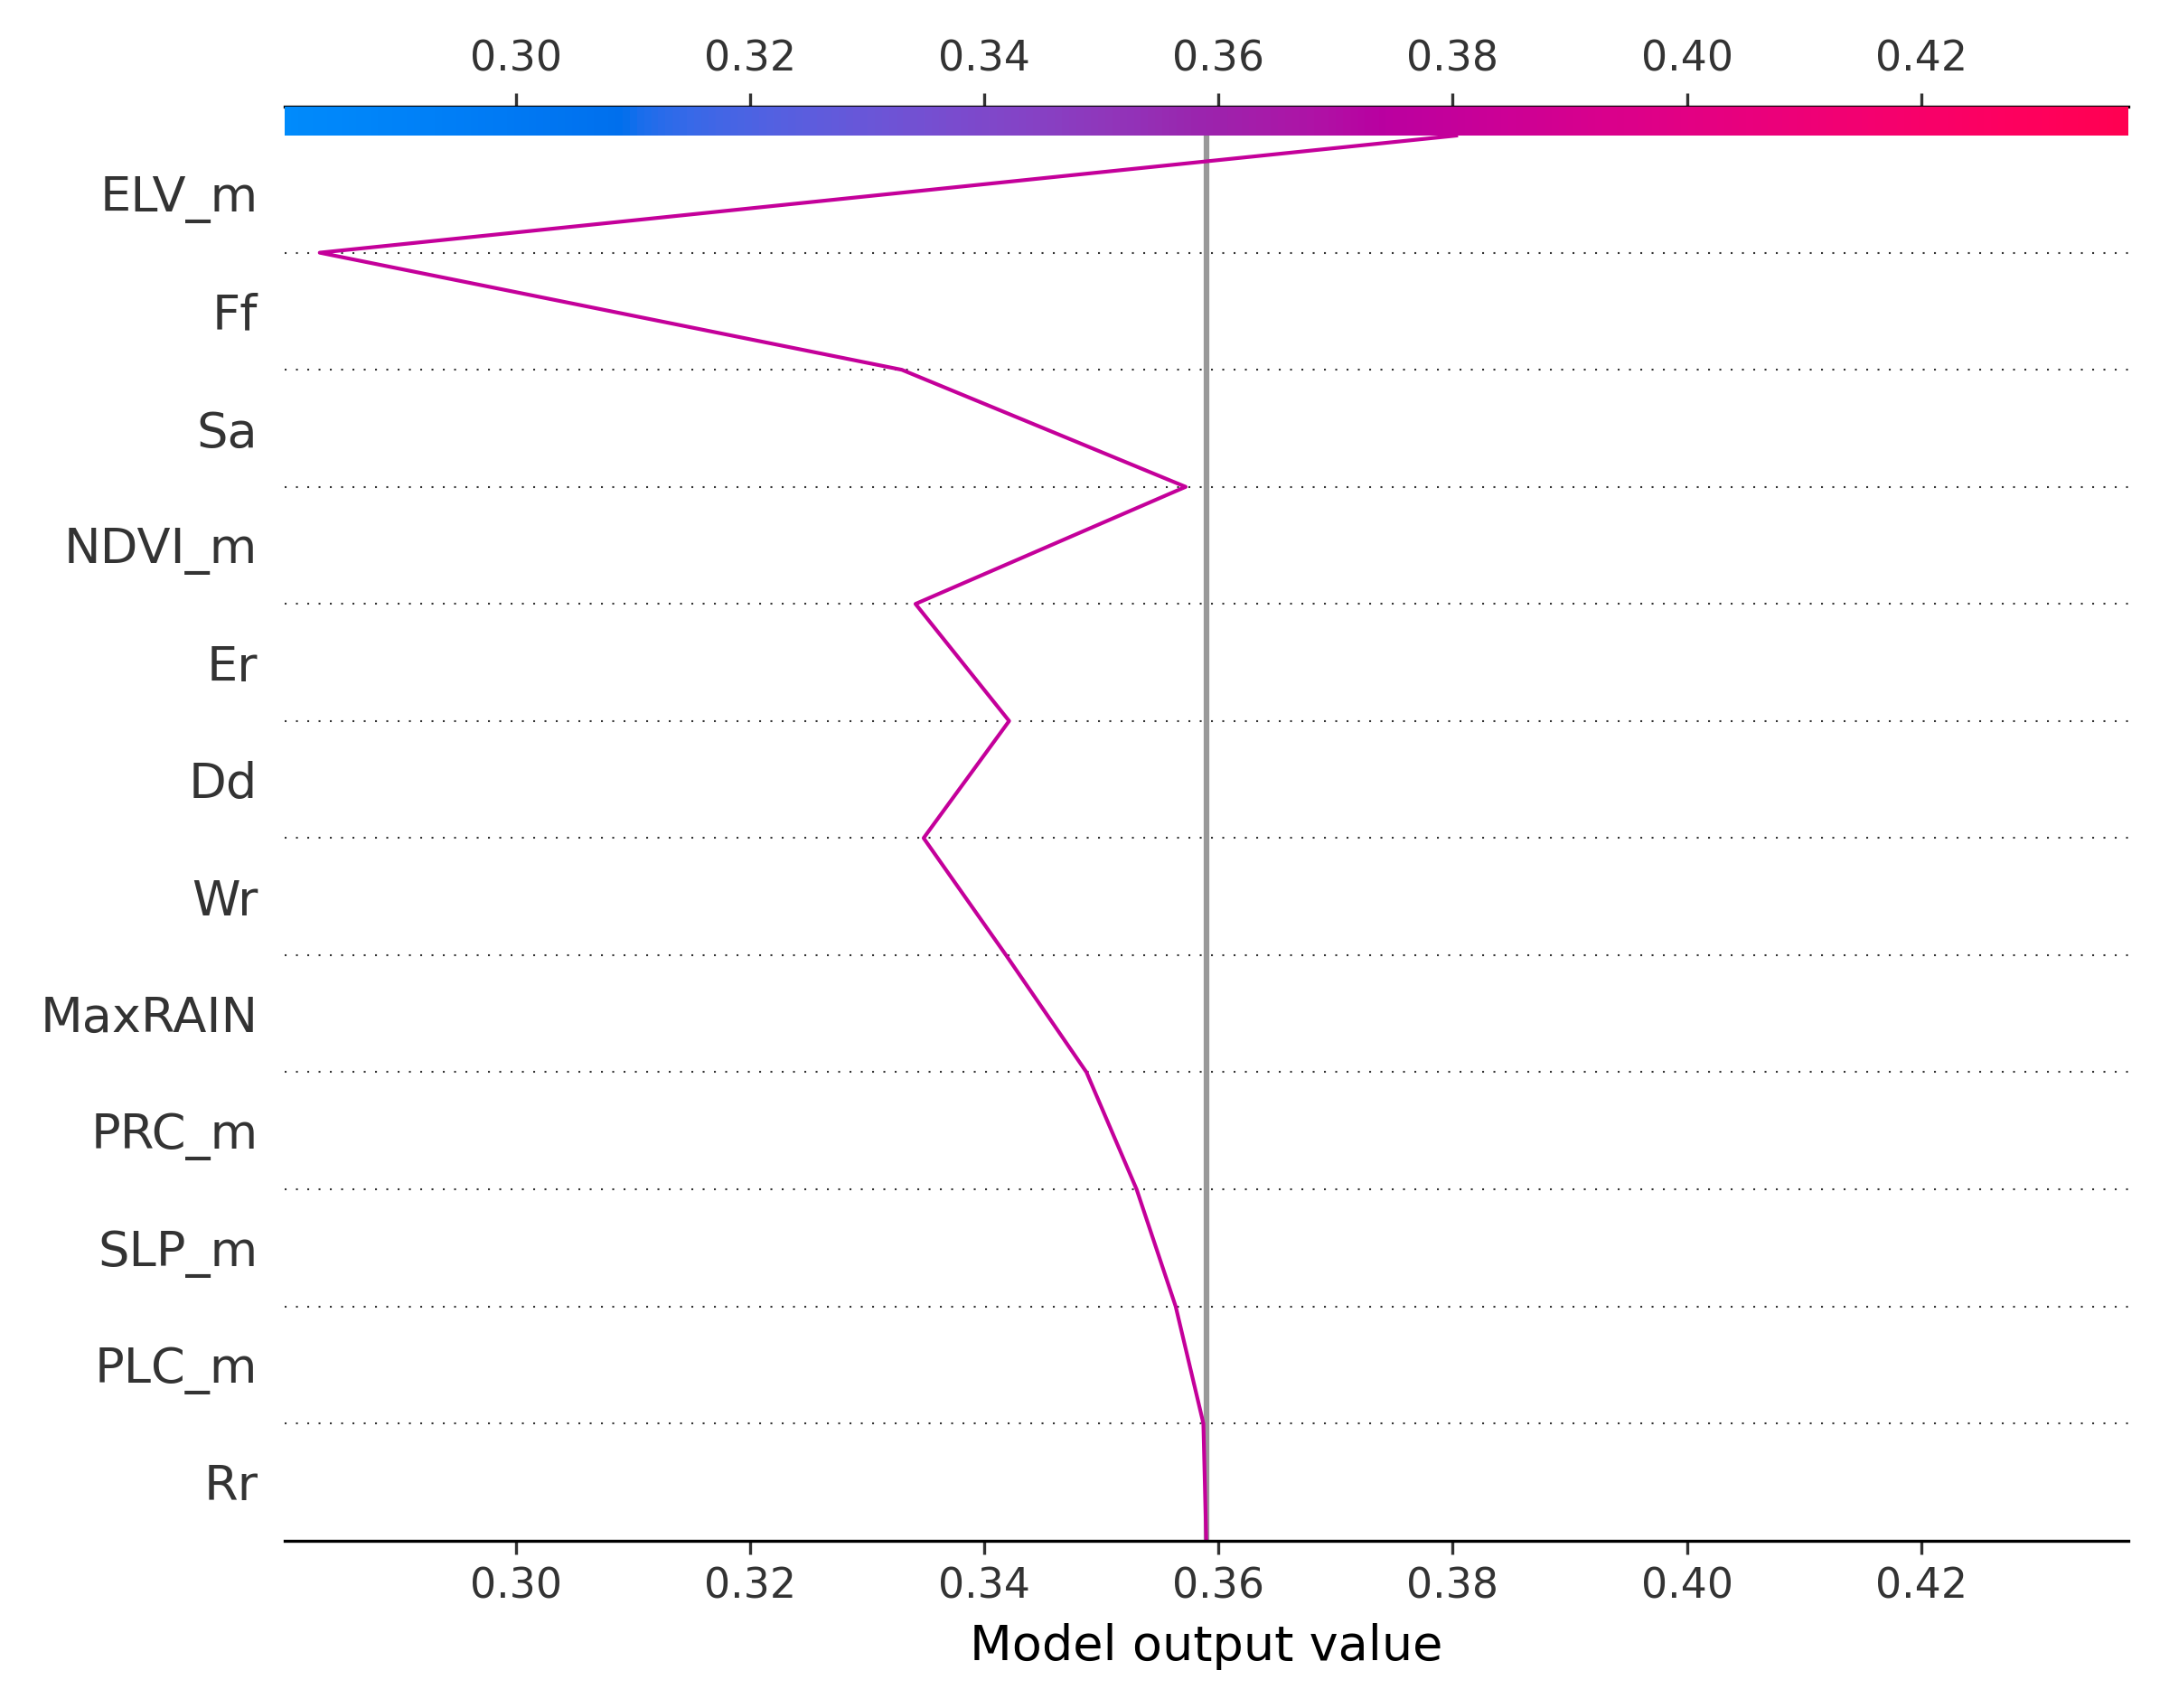 0.30 0.32 0.34 0.36 0.38 0.40 0.42
ELV_m
Ff
Sa
NDVI_m
Er
Dd
Wr
MaxRAIN
PRC_m
SLP_m
PLC_m
Rr
0.30 0.32 0.34 0.36 0.38 0.40 0.42
Model output value